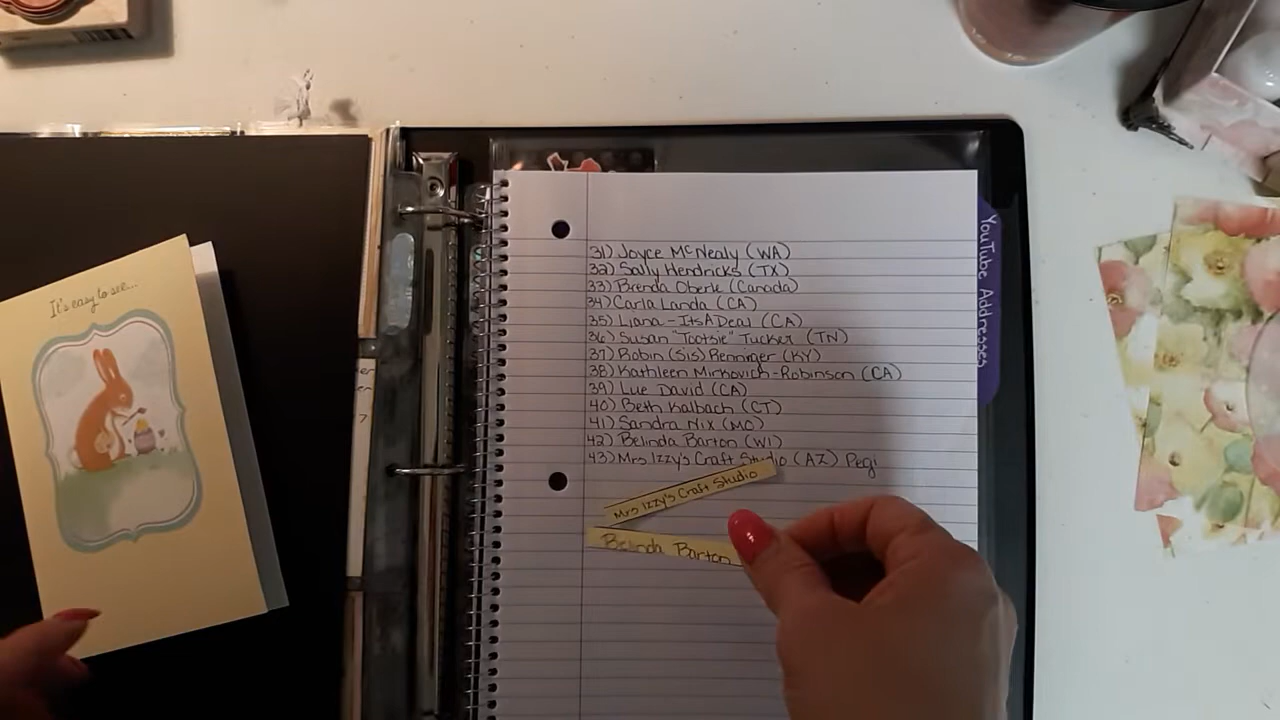 It's easy to see...
YouTube Addresses
31) Joyce McNealy (WA)
32) Sally Hendricks (TX)
33) Brenda Oberle (Canada)
34) Carla Landa (CA)
35) Liana - ItsADeal (CA)
36) Susan "Tootsie" Tucker (TN)
37) Robin (Sis) Benninger (KY)
38) Kathleen Mirkovich-Robinson (CA)
39) Lue David (CA)
40) Beth Kalbach (CT)
41) Sandra Nix (MO)
42) Belinda Barton (WI)
43) Mrs Izzy's Craft Studio (AZ) Pegi
Mrs Izzy's Craft Studio
Belinda Barton